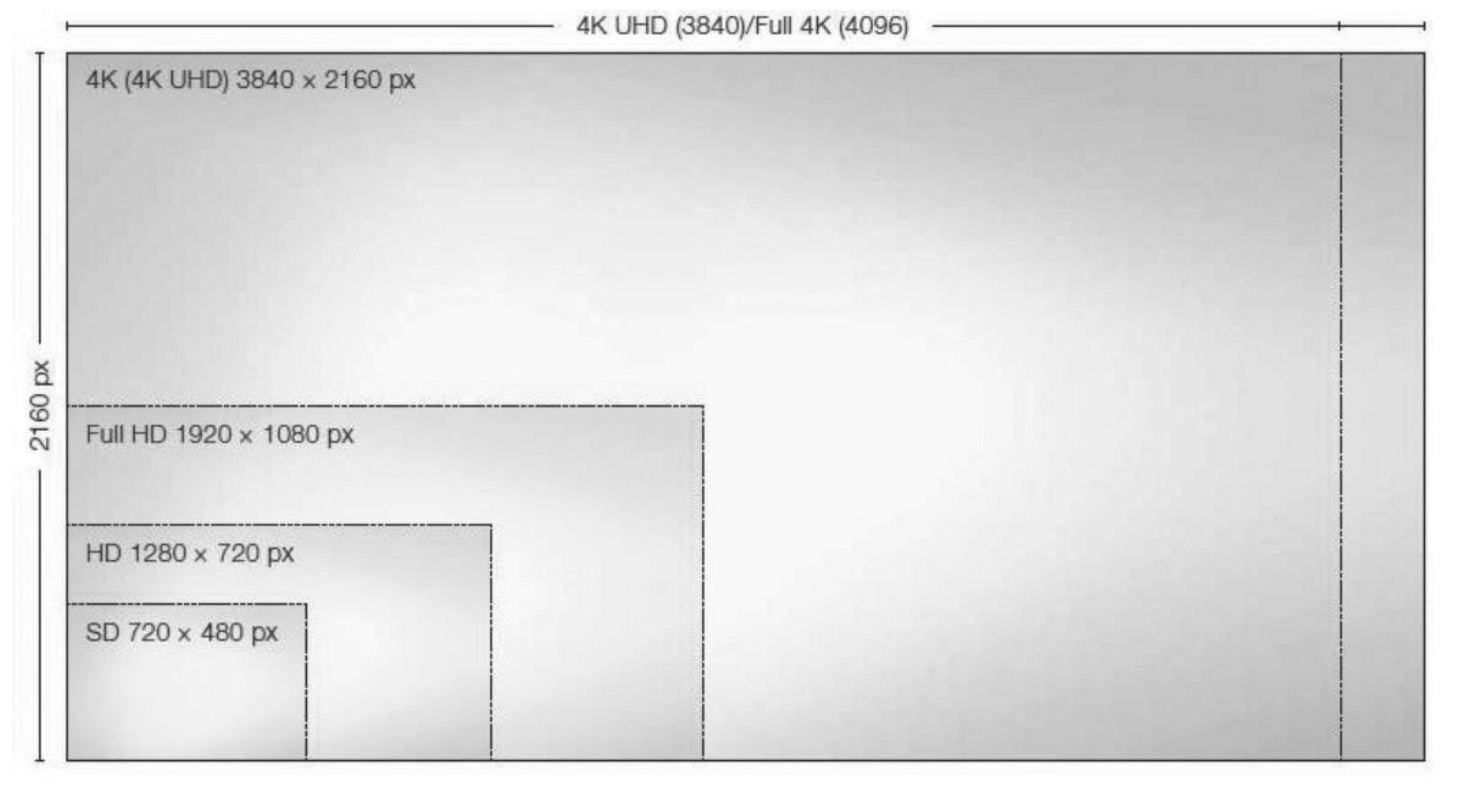 4K UHD (3840)/Full 4K (4096)
4K (4K UHD) 3840 × 2160 px
2160 px
Full HD 1920 × 1080 px
HD 1280 × 720 px
SD 720 × 480 px